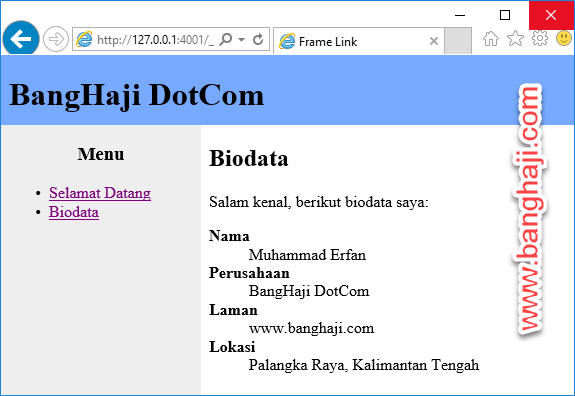 http://127.0.0.1:4001/_
Frame Link
BangHaji DotCom
Menu
• Selamat Datang
• Biodata
Biodata
Salam kenal, berikut biodata saya:
Nama
Muhammad Erfan
Perusahaan
BangHaji DotCom
Laman
www.banghaji.com
Lokasi
Palangka Raya, Kalimantan Tengah
www.banghaji.com